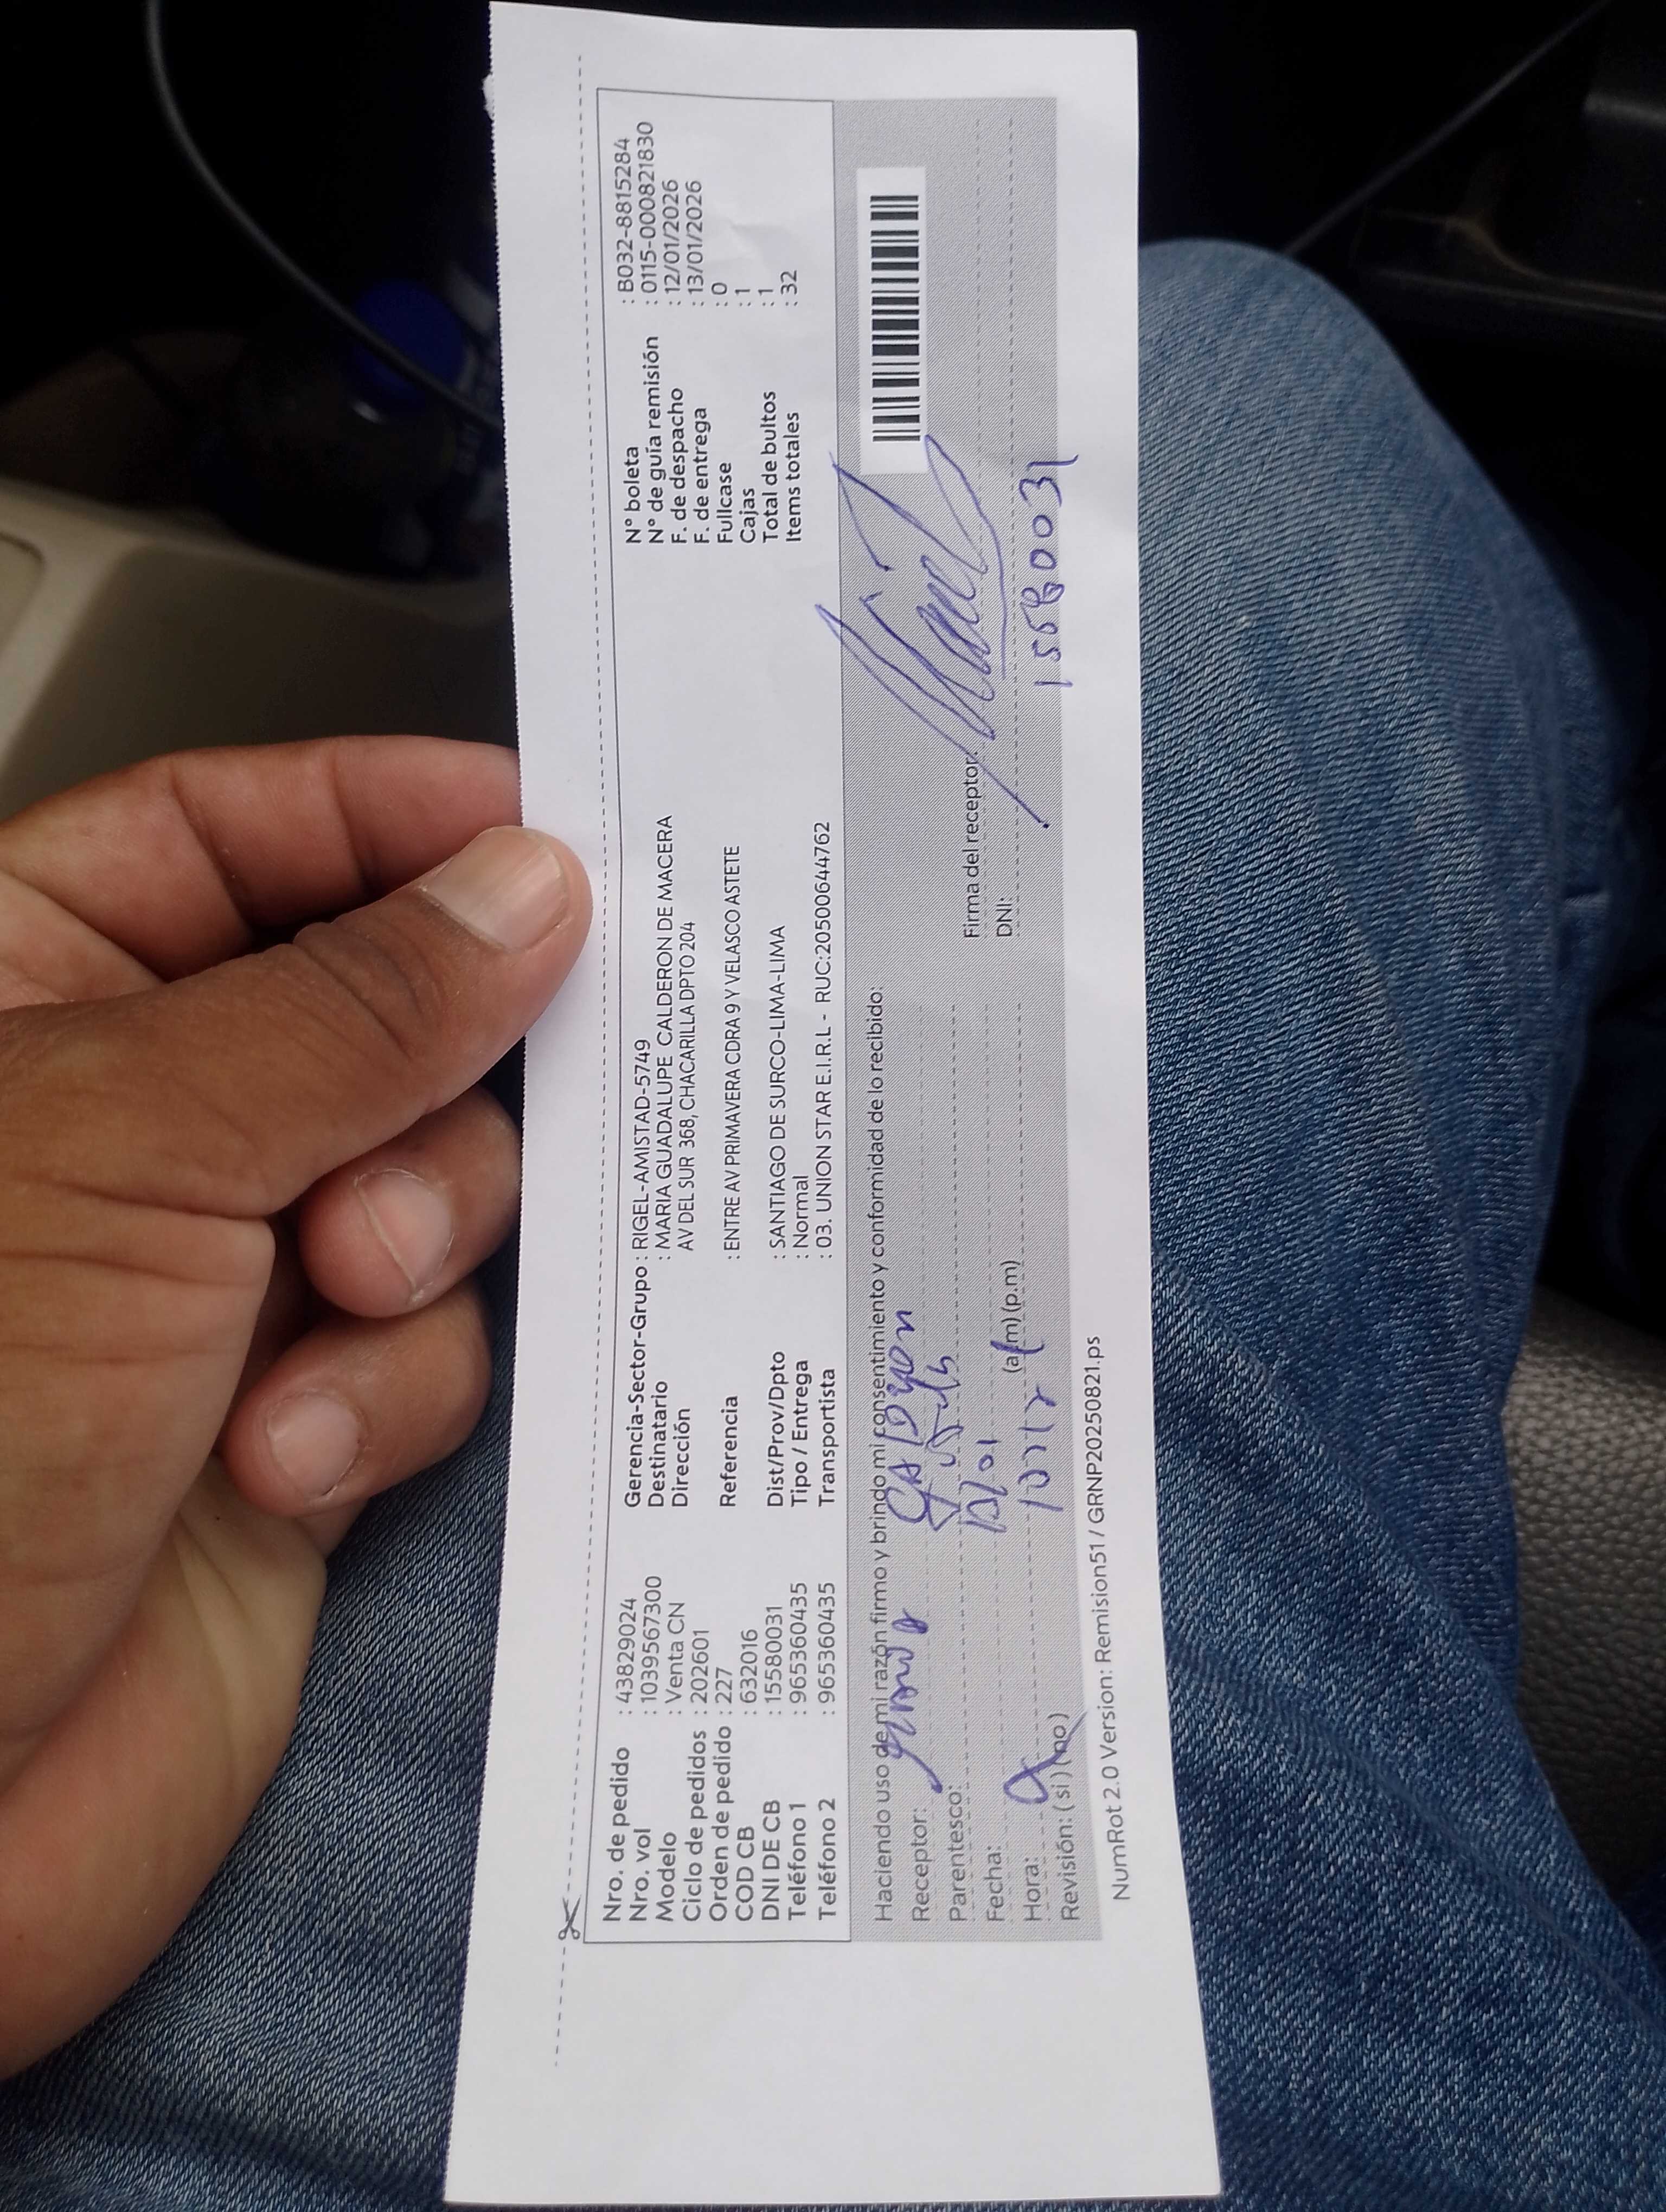 Nro. de pedido : 43829024
Nro. vol : 1039567300
Modelo : Venta CN
Ciclo de pedidos : 202601
Orden de pedido : 227
COD CB : 632016
DNI DE CB : 15580031
Teléfono 1 : 965360435
Teléfono 2 : 965360435
Gerencia-Sector-Grupo : RIGEL-AMISTAD-5749
Destinatario : MARIA GUADALUPE CALDERON DE MACERA
Dirección AV DEL SUR 368, CHACARILLA DPTO 204
Referencia : ENTRE AV PRIMAVERA CDRA 9 Y VELASCO ASTETE
Dist/Prov/Dpto : SANTIAGO DE SURCO-LIMA-LIMA
Tipo / Entrega : Normal
Transportista : 03. UNION STAR E.I.R.L - RUC:20500644762
N° boleta : B032-8815284
N° de guía remisión : 0115-000821830
F. de despacho : 12/01/2026
F. de entrega : 13/01/2026
Fullcase : 0
Cajas : 1
Total de bultos : 1
Items totales : 32
Haciendo uso de mi razón firmo y brindo mi consentimiento y conformidad de lo recibido:
Receptor:
Parentesco:
Fecha:
Hora: (a.m) (p.m)
Revisión: ( si ) (no)
Firma del receptor:
DNI: 15580031
NumRot 2.0 Version: Remision51 / GRNP20250821.ps